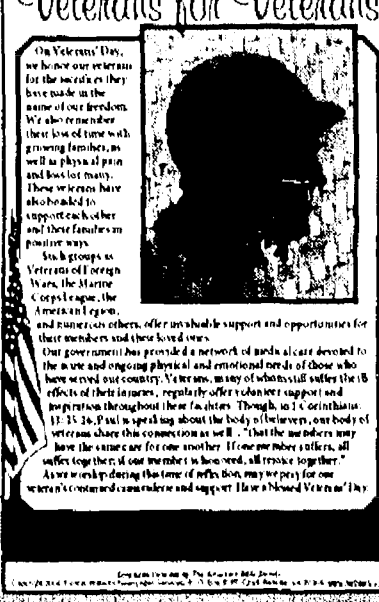 Veterans for Veterans
On Veterans' Day,
we honor our veterans
for the sacrifices they
have made in the
name of our freedom.
We also remember
their loss of time with
growing families, as
well as physical pain
and loss for many.
These veterans have
also bonded to
support each other
and their families in
positive ways.
Such groups as
Veterans of Foreign
Wars, the Marine
Corps League, the
American Legion,
and numerous others, offer invaluable support and opportunities for
their members and their loved ones.
Our government has provided a network of medical care devoted to
the acute and ongoing physical and emotional needs of those who
have served our country. Veterans, many of whom still suffer the ill
effects of their injuries, regularly offer volunteer support and
inspiration throughout these facilities. Though, in 1 Corinthians
13: 25-26, Paul is speaking about the body of believers, our body of
veterans share this connection as well. "that the members may
have the same care for one another. If one member suffers, all
suffer together; if one member is honored, all rejoice together."
As we worship during this time of reflection, may we pray for our
veteran's continued camaraderie and support. Have a blessed Veterans' Day.
The American Bible Society